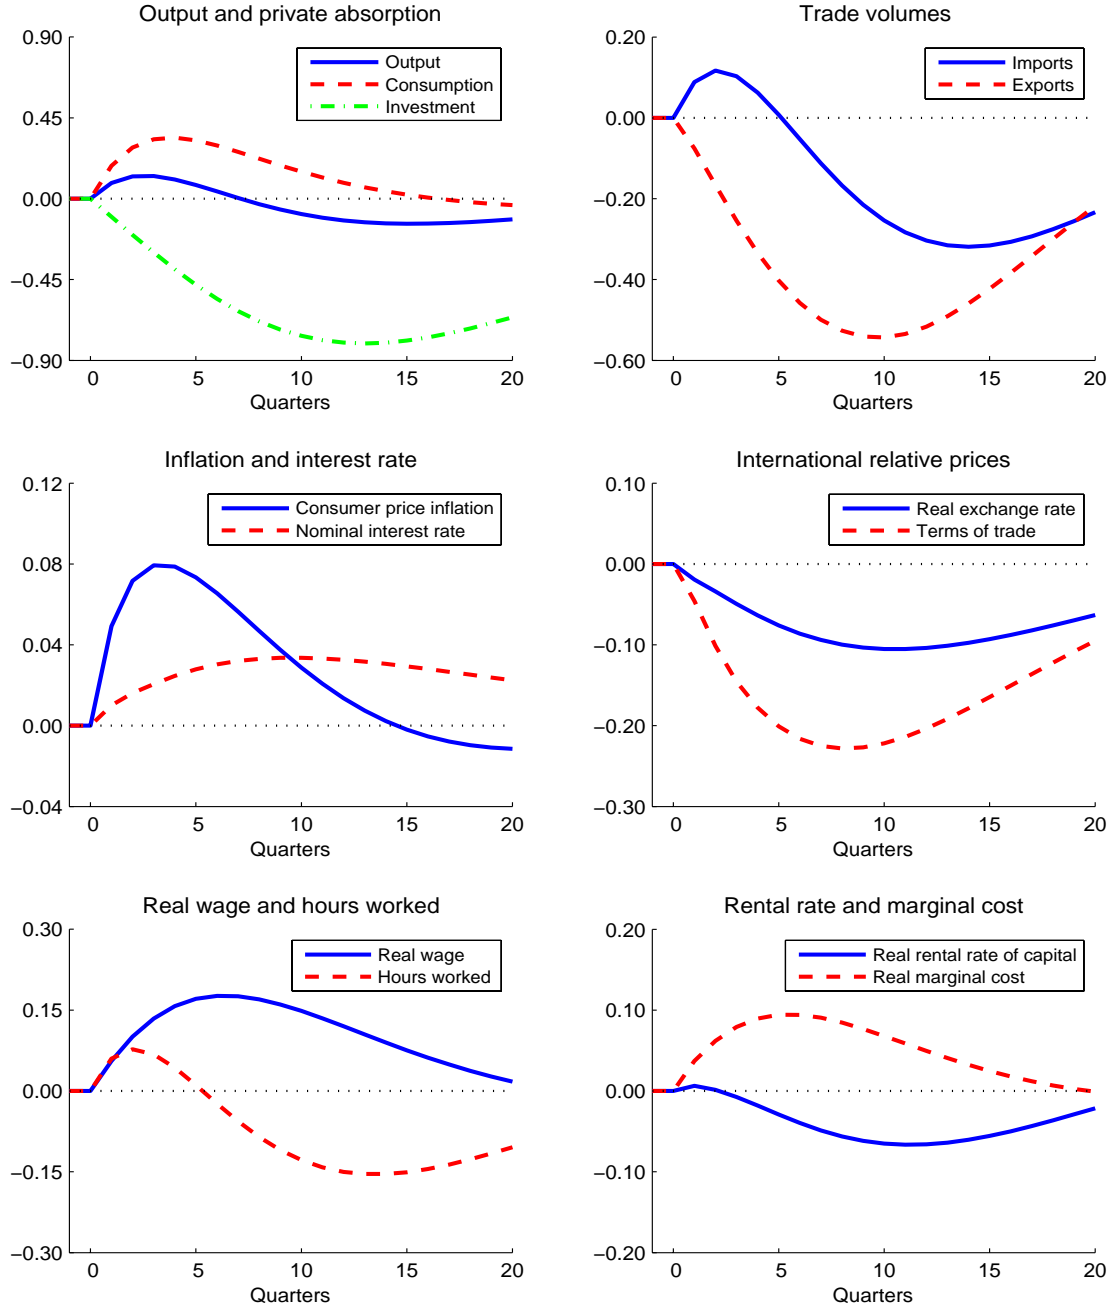 Output and private absorption
0.90
0.45
0.00
−0.45
−0.90
Output
Consumption
Investment
0 5 10 15 20
Quarters
Trade volumes
0.20
0.00
−0.20
−0.40
−0.60
Imports
Exports
0 5 10 15 20
Quarters
Inflation and interest rate
0.12
0.08
0.04
0.00
−0.04
Consumer price inflation
Nominal interest rate
0 5 10 15 20
Quarters
International relative prices
0.10
0.00
−0.10
−0.20
−0.30
Real exchange rate
Terms of trade
0 5 10 15 20
Quarters
Real wage and hours worked
0.30
0.15
0.00
−0.15
−0.30
Real wage
Hours worked
0 5 10 15 20
Quarters
Rental rate and marginal cost
0.20
0.10
0.00
−0.10
−0.20
Real rental rate of capital
Real marginal cost
0 5 10 15 20
Quarters